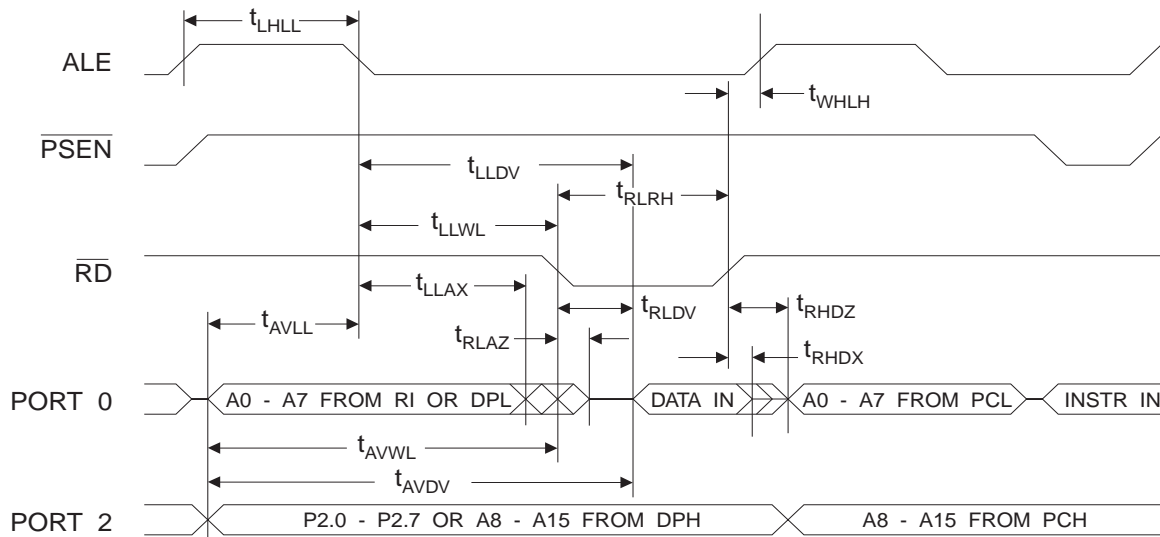 tLHLL
ALE
tWHLH
PSEN
tLLDV
tRLRH
tLLWL
RD
tLLAX
tRLDV
tRHDZ
tAVLL
tRLAZ
tRHDX
PORT 0
A0 - A7 FROM RI OR DPL
DATA IN
A0 - A7 FROM PCL
INSTR IN
tAVWL
tAVDV
PORT 2
P2.0 - P2.7 OR A8 - A15 FROM DPH
A8 - A15 FROM PCH